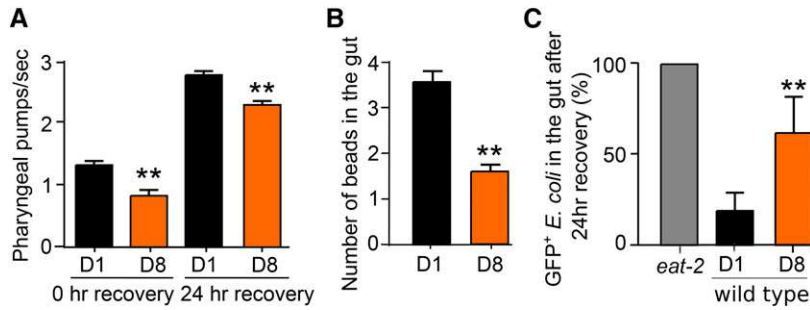 A
Pharyngeal pumps/sec
3
2
1
0
**
**
D1 D8 D1 D8
0 hr recovery 24 hr recovery
B
Number of beads in the gut
4
3
2
1
0
**
D1 D8
C
GFP+ E. coli in the gut after
24hr recovery (%)
100
50
0
**
eat-2 D1 D8
wild type